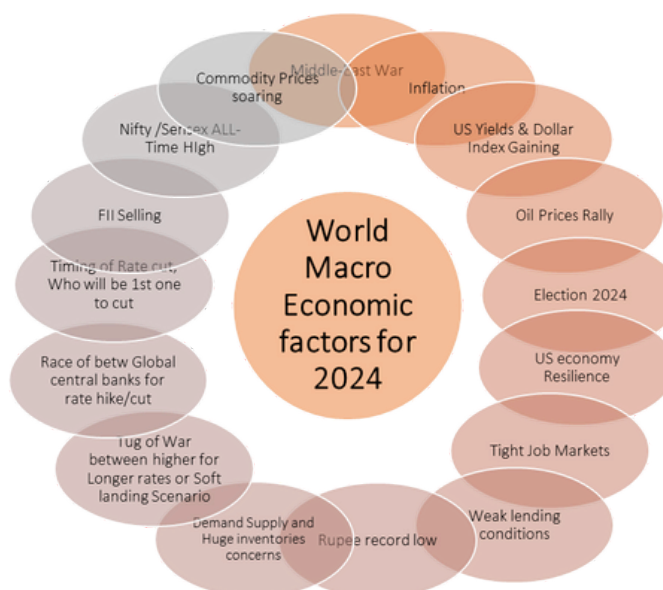 Middle-East War
Inflation
US Yields & Dollar
Index Gaining
Oil Prices Rally
Election 2024
US economy
Resilience
Tight Job Markets
Weak lending
conditions
Rupee record low
Demand Supply and
Huge inventories
concerns
Tug of War
between higher for
Longer rates or Soft
landing Scenario
Race of betw Global
central banks for
rate hike/cut
Timing of Rate cut,
Who will be 1st one
to cut
FII Selling
Nifty /Sensex ALL-
Time HIgh
Commodity Prices
soaring
World
Macro
Economic
factors for
2024